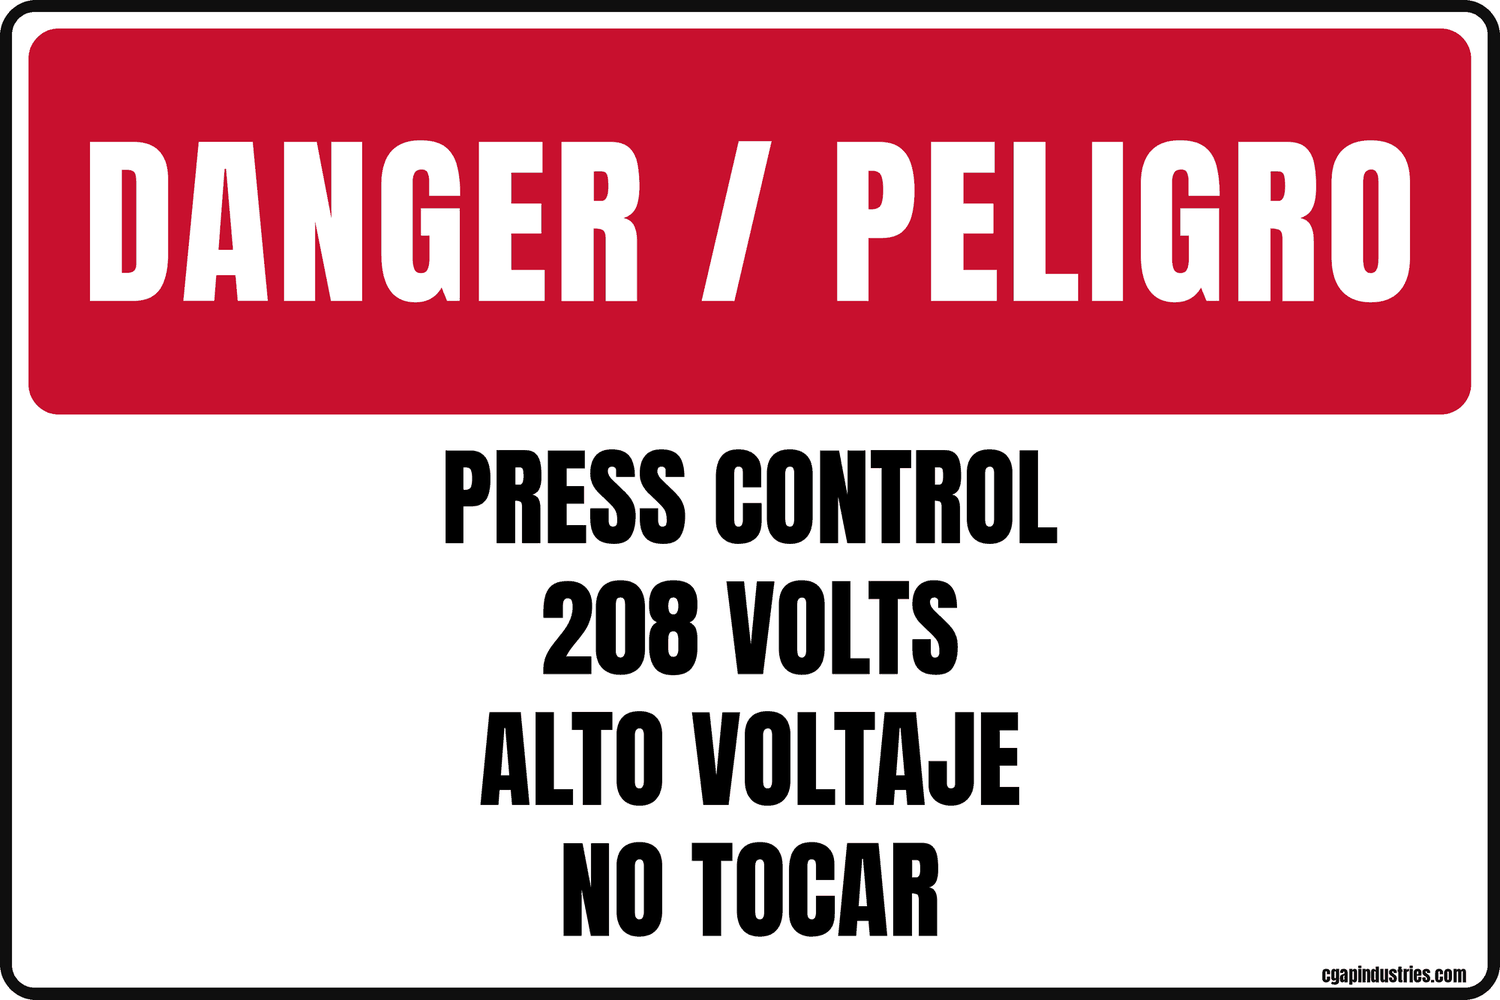 DANGER / PELIGRO
PRESS CONTROL
208 VOLTS
ALTO VOLTAJE
NO TOCAR
cgapindustries.com